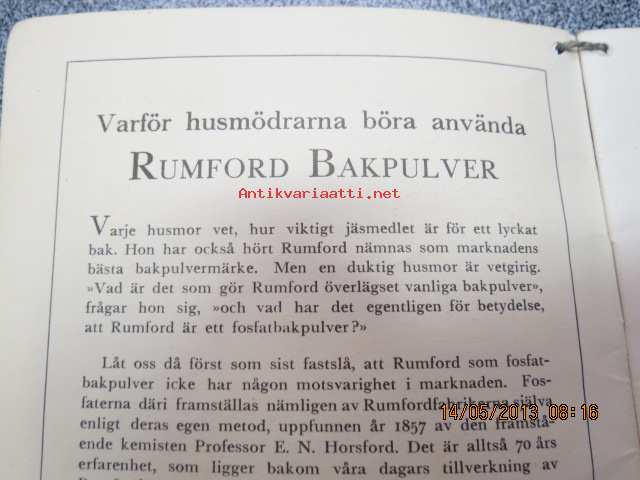 Varför husmödrarna böra använda
RUMFORD BAKPULVER
Antikvariaatti.net
Varje husmor vet, hur viktigt jäsmedlet är för ett lyckat
bak. Hon har också hört Rumford nämnas som marknadens
bästa bakpulvermärke. Men en duktig husmor är vetgirig.
»Vad är det som gör Rumford överlägset vanliga bakpulver»,
frågar hon sig, »och vad har det egentligen för betydelse,
att Rumford är ett fosfatbakpulver?»
Låt oss då först som sist fastslå, att Rumford som fosfat-
bakpulver icke har någon motsvarighet i marknaden. Fos-
faterna däri framställas nämligen av Rumfordfabrikerna själva
enligt deras egen metod, uppfunnen år 1857 av den framstå-
ende kemisten Professor E. N. Horsford. Det är alltså 70 års
erfarenhet, som ligger bakom våra dagars tillverkning av
14/05/2013 08:16